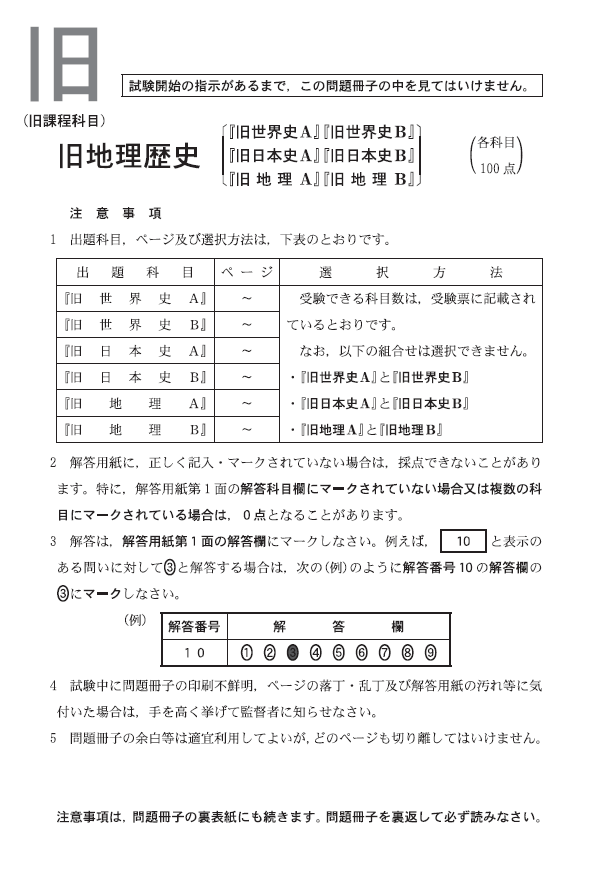 旧
試験開始の指示があるまで，この問題冊子の中を見てはいけません。
（旧課程科目）
旧地理歴史
『旧世界史A』『旧世界史B』
『旧日本史A』『旧日本史B』
『旧地理A』『旧地理B』
（各科目
100点）
注意事項
1 出題科目，ページ及び選択方法は，下表のとおりです。
出題科目 ページ 選択方法
『旧世界史A』 ～ 受験できる科目数は，受験票に記載され
『旧世界史B』 ～ ているとおりです。
『旧日本史A』 ～ なお，以下の組合せは選択できません。
『旧日本史B』 ～ ・『旧世界史A』と『旧世界史B』
『旧地理A』 ～ ・『旧日本史A』と『旧日本史B』
『旧地理B』 ～ ・『旧地理A』と『旧地理B』
2 解答用紙に，正しく記入・マークされていない場合は，採点できないことがあり
ます。特に，解答用紙第1面の解答科目欄にマークされていない場合又は複数の科
目にマークされている場合は，0点となることがあります。
3 解答は，解答用紙第1面の解答欄にマークしなさい。例えば， 10 と表示の
ある問いに対して③と解答する場合は，次の(例)のように解答番号10の解答欄の
③にマークしなさい。
(例)
解答番号 解答欄
10 ① ② ③ ④ ⑤ ⑥ ⑦ ⑧ ⑨
4 試験中に問題冊子の印刷不鮮明，ページの落丁・乱丁及び解答用紙の汚れ等に気
付いた場合は，手を高く挙げて監督者に知らせなさい。
5 問題冊子の余白等は適宜利用してよいが，どのページも切り離してはいけません。
注意事項は，問題冊子の裏表紙にも続きます。問題冊子を裏返して必ず読みなさい。